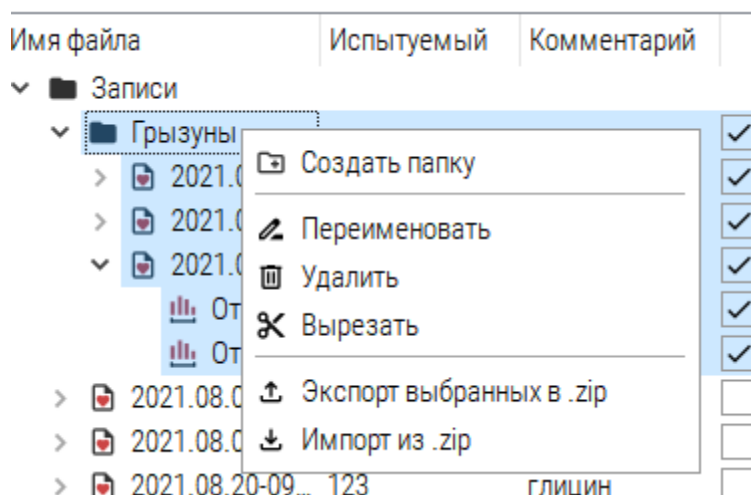 Имя файла Испытуемый Комментарий
Записи
Грызуны
Создать папку
2021.0
2021.0
Переименовать
2021.0
Удалить
От
Вырезать
От
2021.08.0
Экспорт выбранных в .zip
2021.08.0
Импорт из .zip
2021.08.20-09... 123 глицин